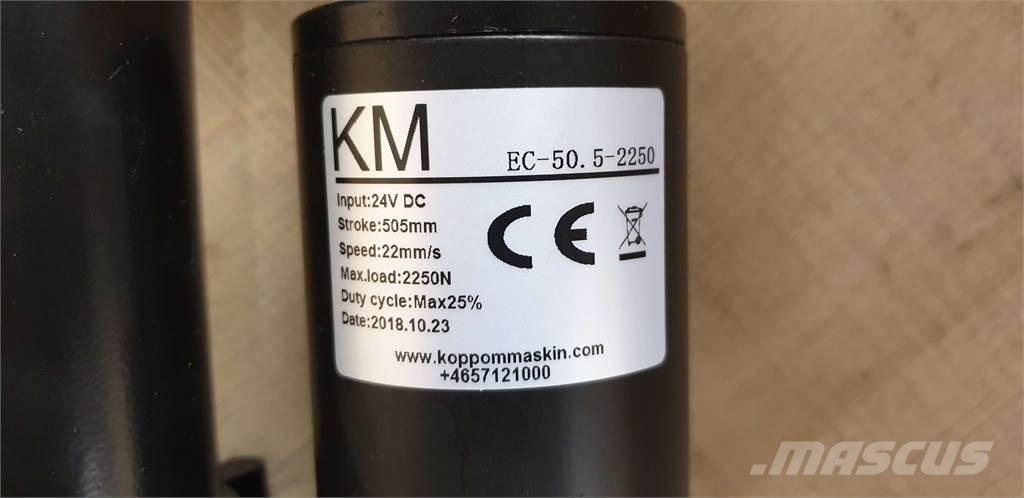 KM
EC-50.5-2250
Input:24V DC
Stroke:505mm
Speed:22mm/s
Max.load:2250N
Duty cycle:Max25%
Date:2018.10.23
CE
www.koppommaskin.com
+4657121000
.MASCUS